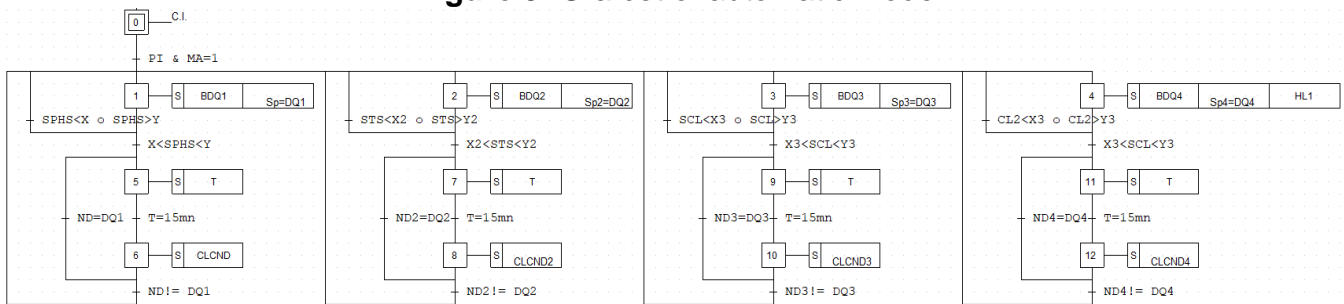 0 C.I.
PI & MA=1
1 S BDQ1 Sp=DQ1 2 S BDQ2 Sp2=DQ2 3 S BDQ3 Sp3=DQ3 4 S BDQ4 Sp4=DQ4 HL1
SPHS<X o SPHS>Y STS<X2 o STS>Y2 SCL<X3 o SCL>Y3 CL2<X3 o CL2>Y3
X<SPHS<Y X2<STS<Y2 X3<SCL<Y3 X3<SCL<Y3
5 S T 7 S T 9 S T 11 S T
ND=DQ1 T=15mn ND2=DQ2 T=15mn ND3=DQ3 T=15mn ND4=DQ4 T=15mn
6 S CLCND 8 S CLCND2 10 S CLCND3 12 S CLCND4
ND!= DQ1 ND2!= DQ2 ND3!= DQ3 ND4!= DQ4